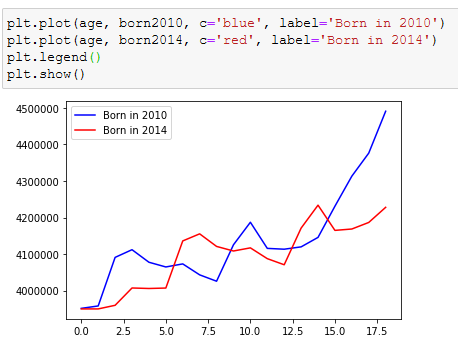 plt.plot(age, born2010, c='blue', label='Born in 2010')
plt.plot(age, born2014, c='red', label='Born in 2014')
plt.legend()
plt.show()
4500000
Born in 2010
Born in 2014
4400000
4300000
4200000
4100000
4000000
0.0 2.5 5.0 7.5 10.0 12.5 15.0 17.5